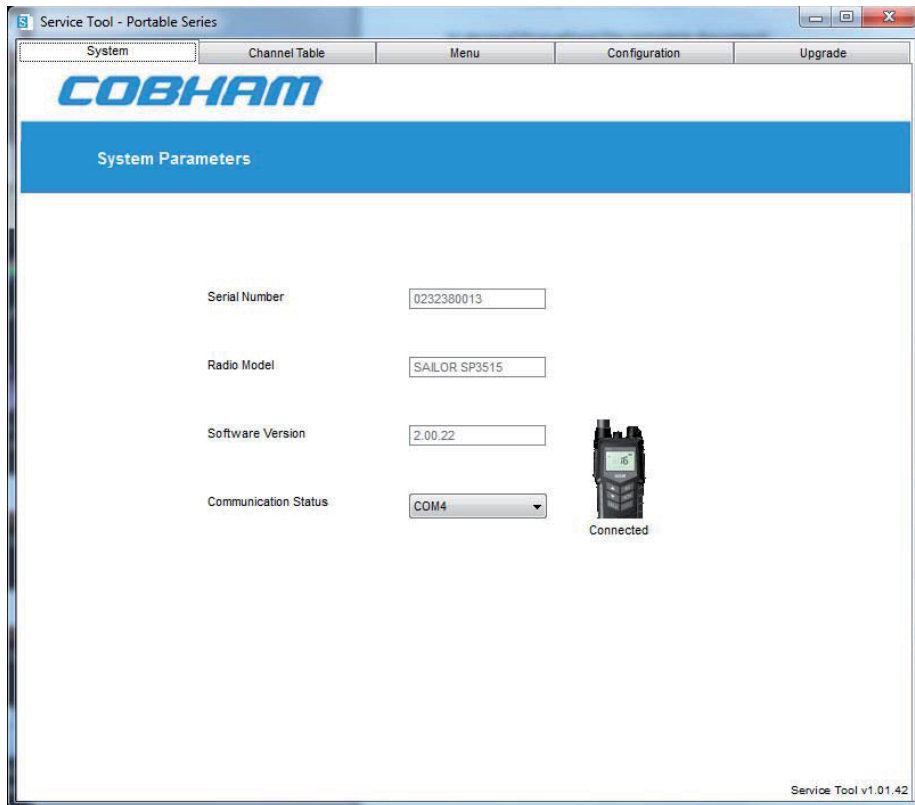 Service Tool - Portable Series
System Channel Table Menu Configuration Upgrade
COBHAM
System Parameters
Serial Number 0232380013
Radio Model SAILOR SP3515
Software Version 2.00.22
16
Communication Status COM4
Connected
Service Tool v1.01.42